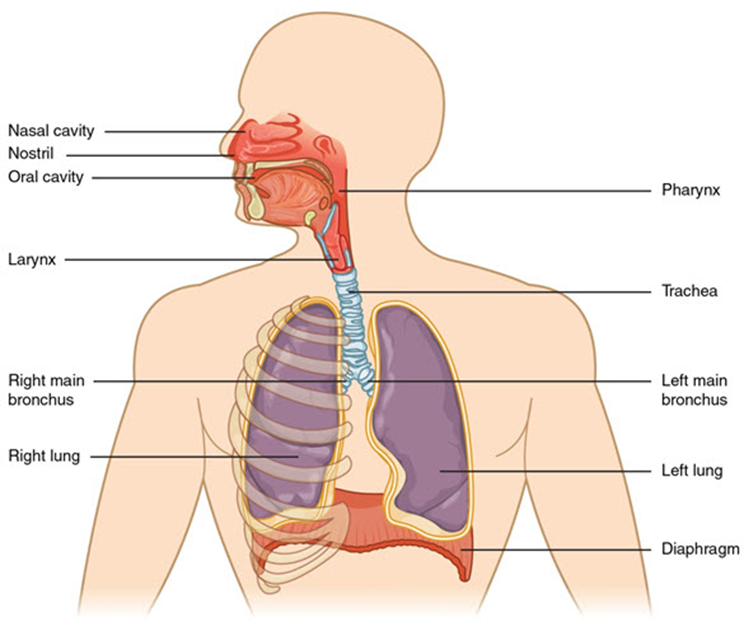 Nasal cavity
Nostril
Oral cavity
Pharynx
Larynx
Trachea
Right main
bronchus
Left main
bronchus
Right lung
Left lung
Diaphragm